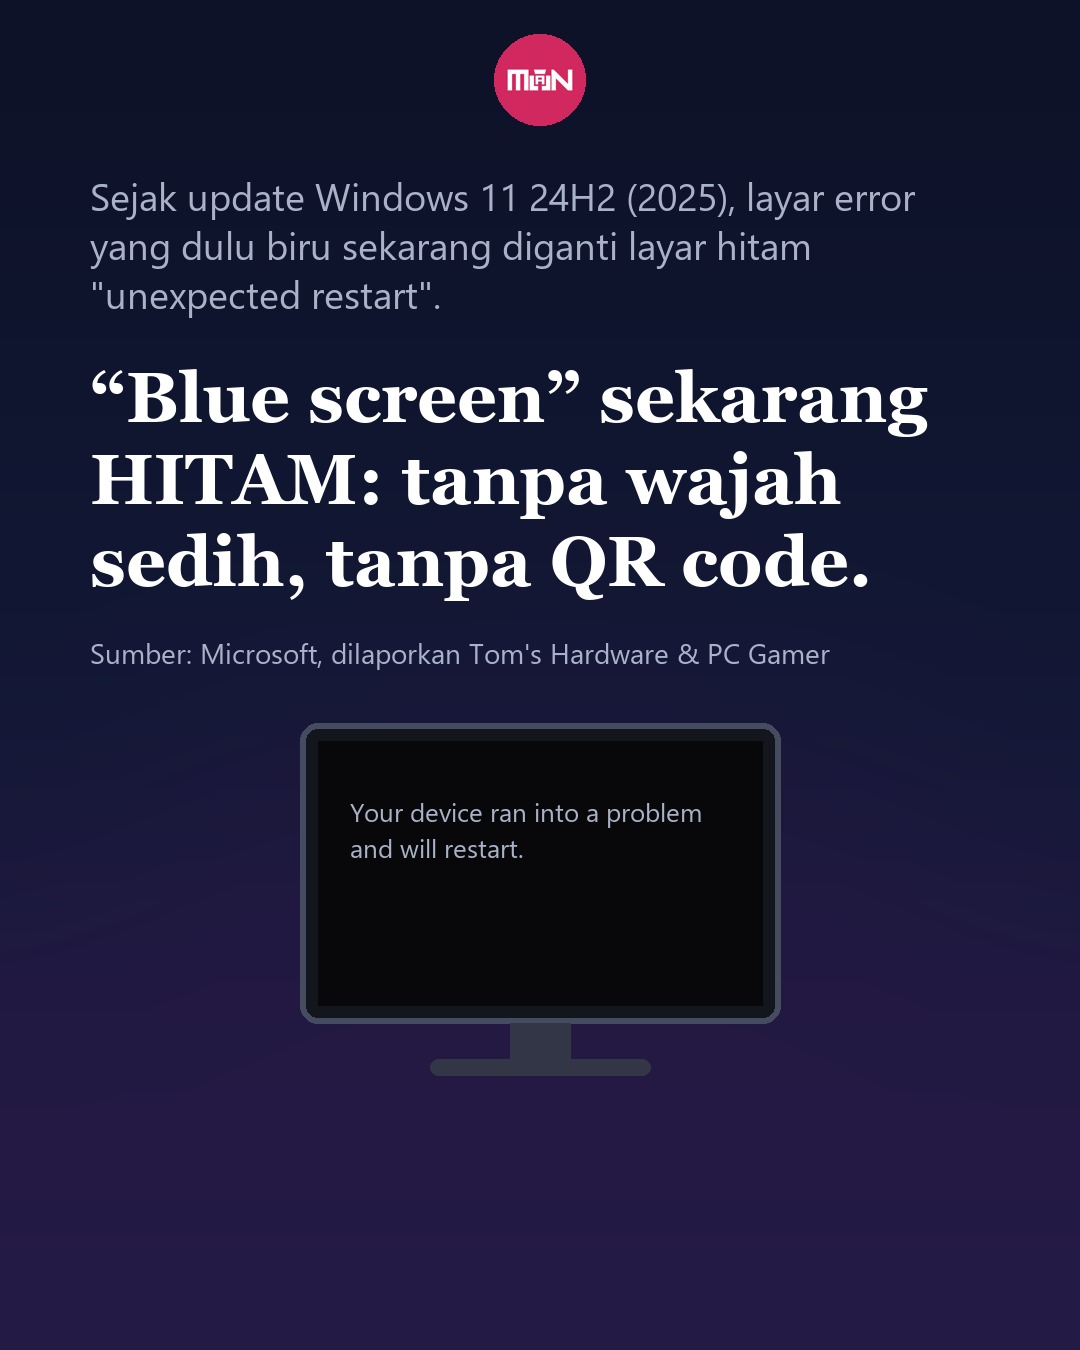 MLAN
Sejak update Windows 11 24H2 (2025), layar error
yang dulu biru sekarang diganti layar hitam
"unexpected restart".
“Blue screen” sekarang
HITAM: tanpa wajah
sedih, tanpa QR code.
Sumber: Microsoft, dilaporkan Tom's Hardware & PC Gamer
Your device ran into a problem
and will restart.